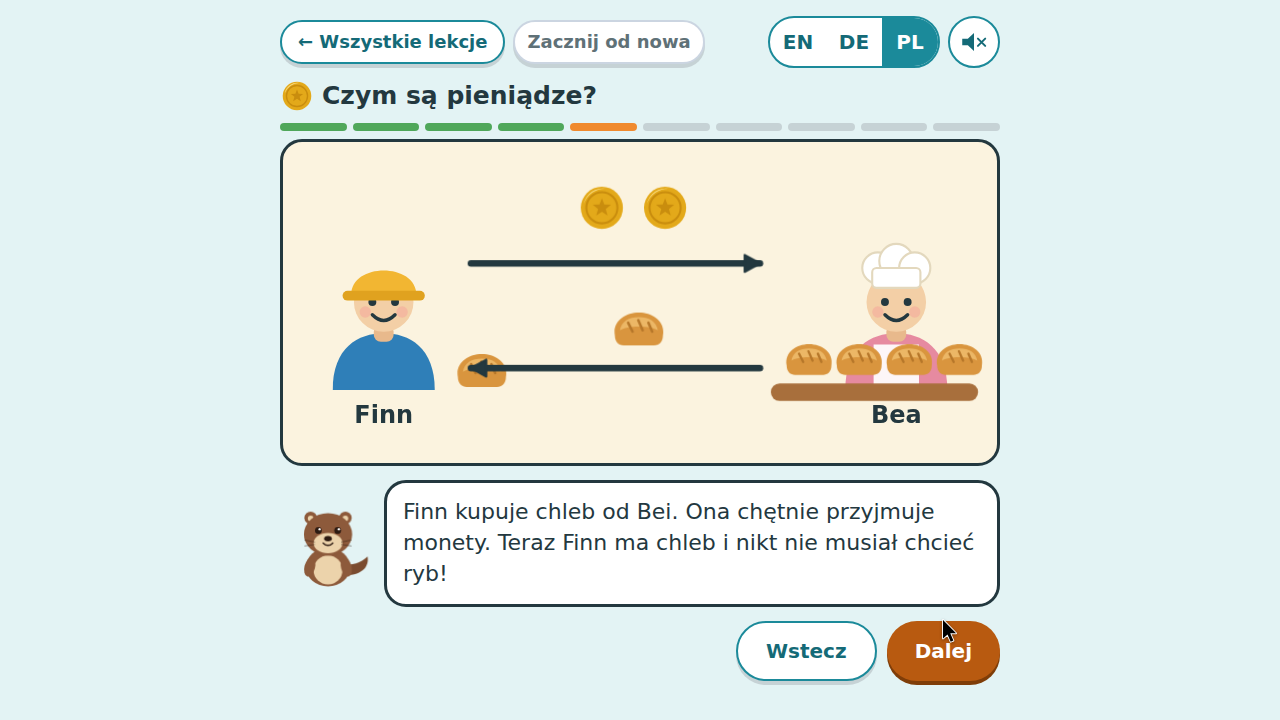 ← Wszystkie lekcje
Zacznij od nowa
EN DE PL
Czym są pieniądze?
Finn
Bea
Finn kupuje chleb od Bei. Ona chętnie przyjmuje
monety. Teraz Finn ma chleb i nikt nie musiał chcieć
ryb!
Wstecz
Dalej